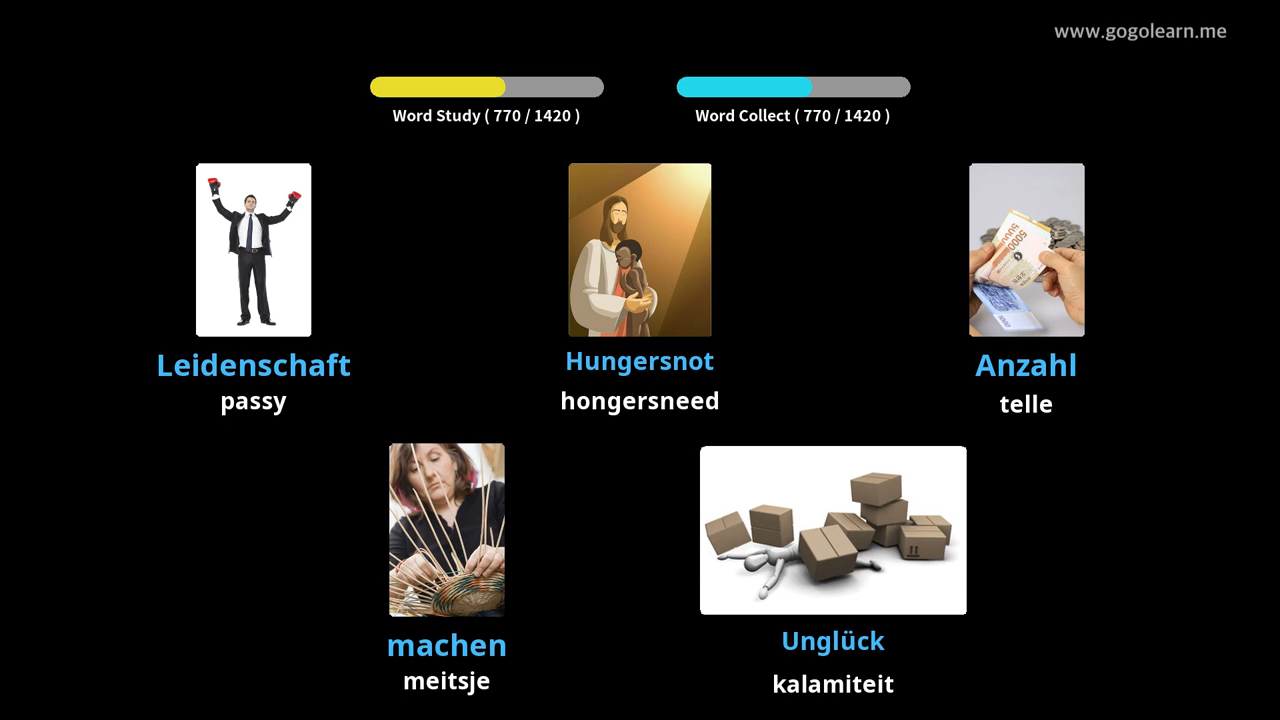 www.gogolearn.me
Word Study ( 770 / 1420 )
Word Collect ( 770 / 1420 )
Leidenschaft
passy
Hungersnot
hongersneed
Anzahl
telle
machen
meitsje
Unglück
kalamiteit